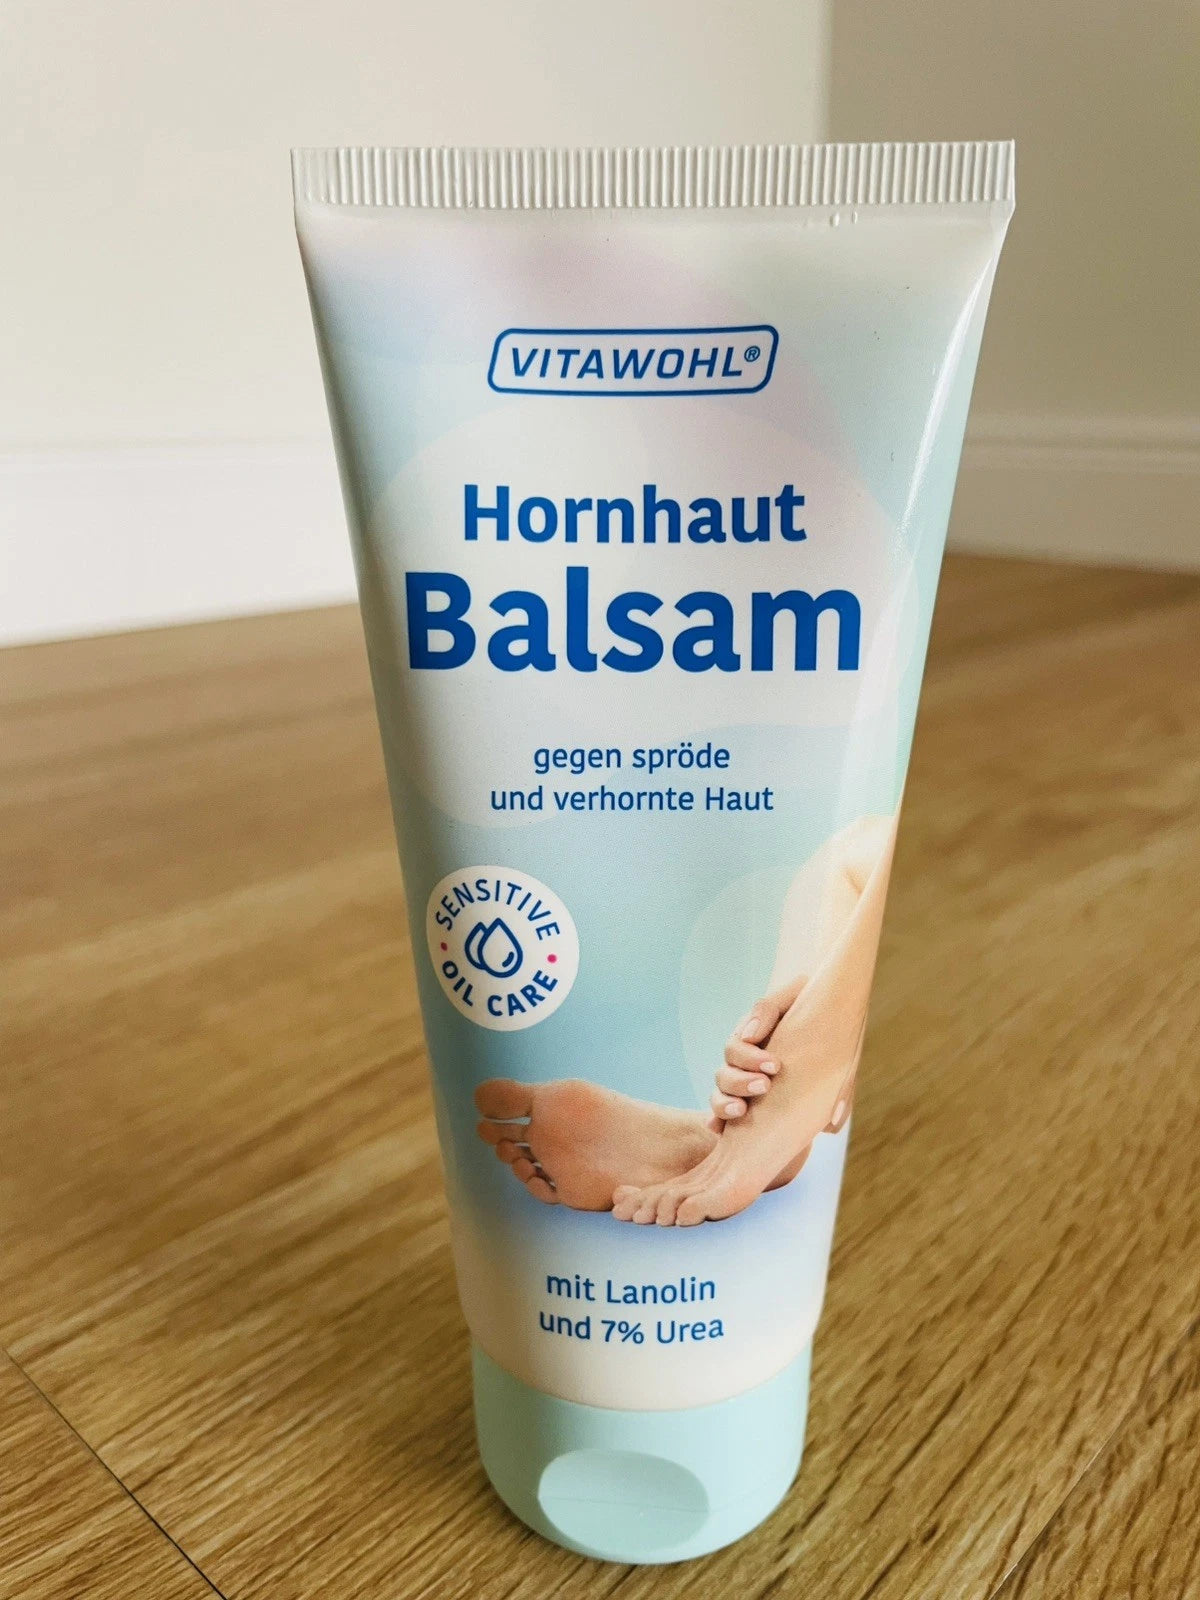 VITAWOHL®
Hornhaut
Balsam
gegen spröde
und verhornte Haut
SENSITIVE
OIL CARE
mit Lanolin
und 7% Urea